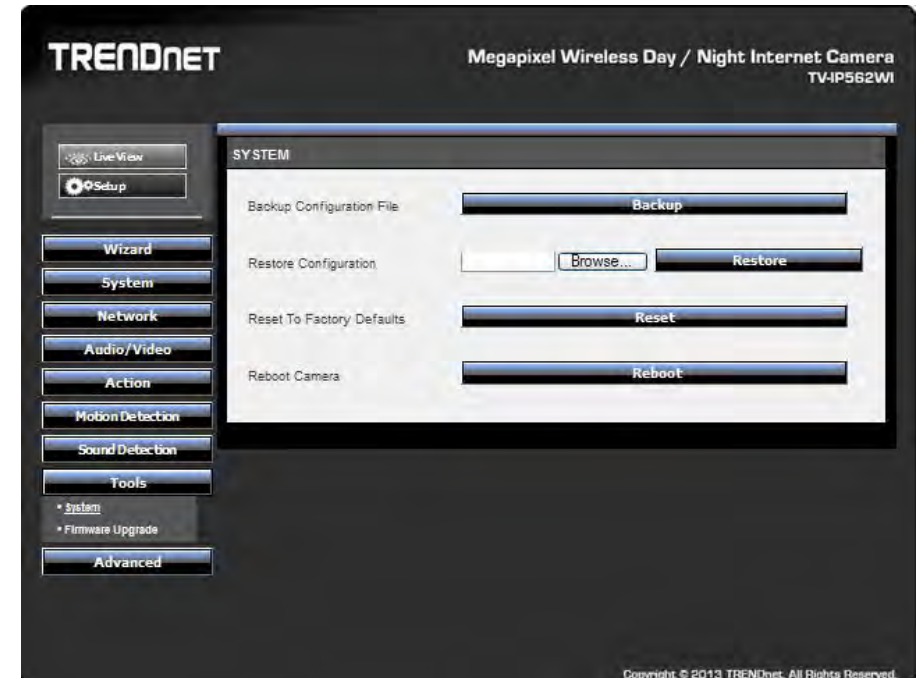 TRENDNET
Megapixel Wireless Day / Night Internet Camera
TV-IP562WI
Live View
Setup
Wizard
System
Network
Audio/Video
Action
Motion Detection
Sound Detection
Tools
• System
• Firmware Upgrade
Advanced
SYSTEM
Backup Configuration File
Backup
Restore Configuration
Browse...
Restore
Reset To Factory Defaults
Reset
Reboot Camera
Reboot
Copyright © 2013 TRENDnet. All Rights Reserved.